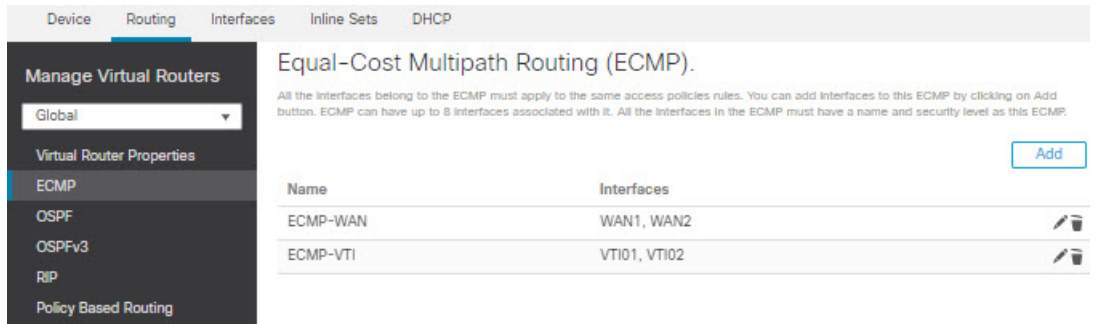 Device Routing Interfaces Inline Sets DHCP
Manage Virtual Routers
Global
Virtual Router Properties
ECMP
OSPF
OSPFv3
RIP
Policy Based Routing
Equal-Cost Multipath Routing (ECMP).
All the interfaces belong to the ECMP must apply to the same access policies rules. You can add interfaces to this ECMP by clicking on Add
button. ECMP can have up to 8 interfaces associated with it. All the interfaces in the ECMP must have a name and security level as this ECMP.
Add
Name Interfaces
ECMP-WAN WAN1, WAN2
ECMP-VTI VTI01, VTI02